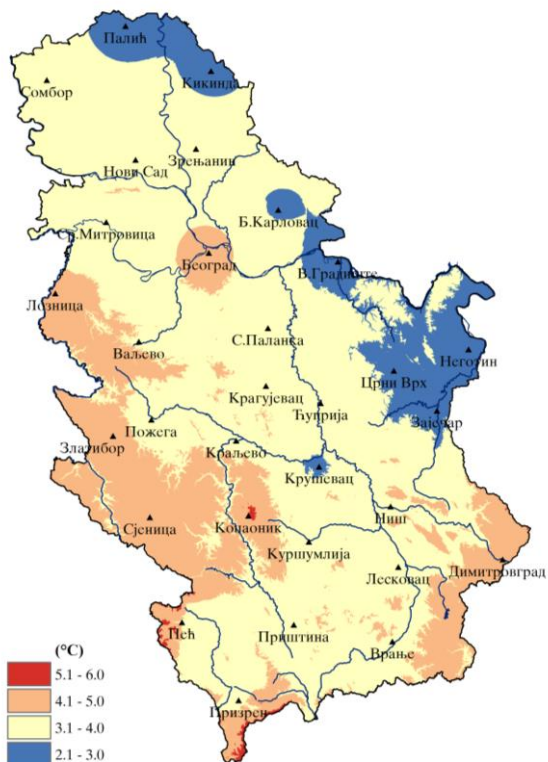 Палић
Кикинда
Сомбор
Зрењанин
Нови Сад
Б.Карловац
Ср.Митровица
Београд
В.Градиште
Лозница
С.Паланка
Ваљево
Неготин
Црни Врх
Крагујевац
Ћуприја
Зајечар
Пожега
Златибор
Краљево
Крушевац
Ниш
Сјеница
Копаоник
Куршумлија
Лесковац
Димитровград
Пећ
Приштина
Врање
Призрен
(°C)
5.1 - 6.0
4.1 - 5.0
3.1 - 4.0
2.1 - 3.0